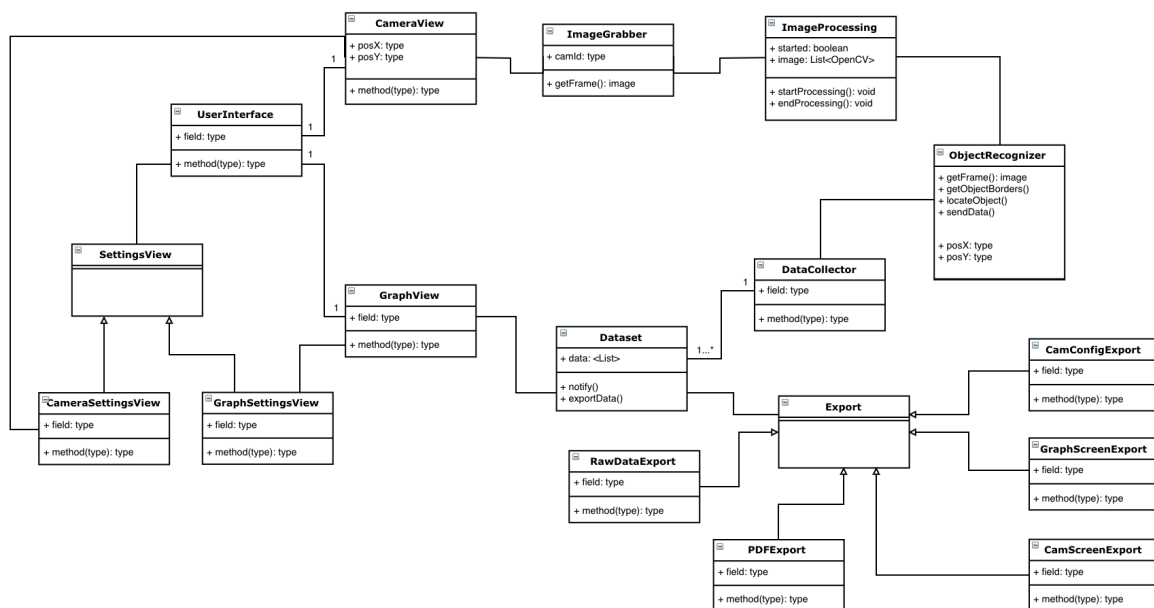 CameraView
+ posX: type
+ posY: type
+ method(type): type
ImageGrabber
+ camId: type
+ getFrame(): image
ImageProcessing
+ started: boolean
+ image: List<OpenCV>
+ startProcessing(): void
+ endProcessing(): void
1
UserInterface
+ field: type
+ method(type): type
1
1
ObjectRecognizer
+ getFrame(): image
+ getObjectBorders()
+ locateObject()
+ sendData()
+ posX: type
+ posY: type
SettingsView
DataCollector
+ field: type
+ method(type): type
1
GraphView
+ field: type
+ method(type): type
1
Dataset
+ data: <List>
+ notify()
+ exportData()
1...*
CamConfigExport
+ field: type
+ method(type): type
CameraSettingsView
+ field: type
+ method(type): type
GraphSettingsView
+ field: type
+ method(type): type
Export
GraphScreenExport
+ field: type
+ method(type): type
RawDataExport
+ field: type
+ method(type): type
PDFExport
+ field: type
+ method(type): type
CamScreenExport
+ field: type
+ method(type): type